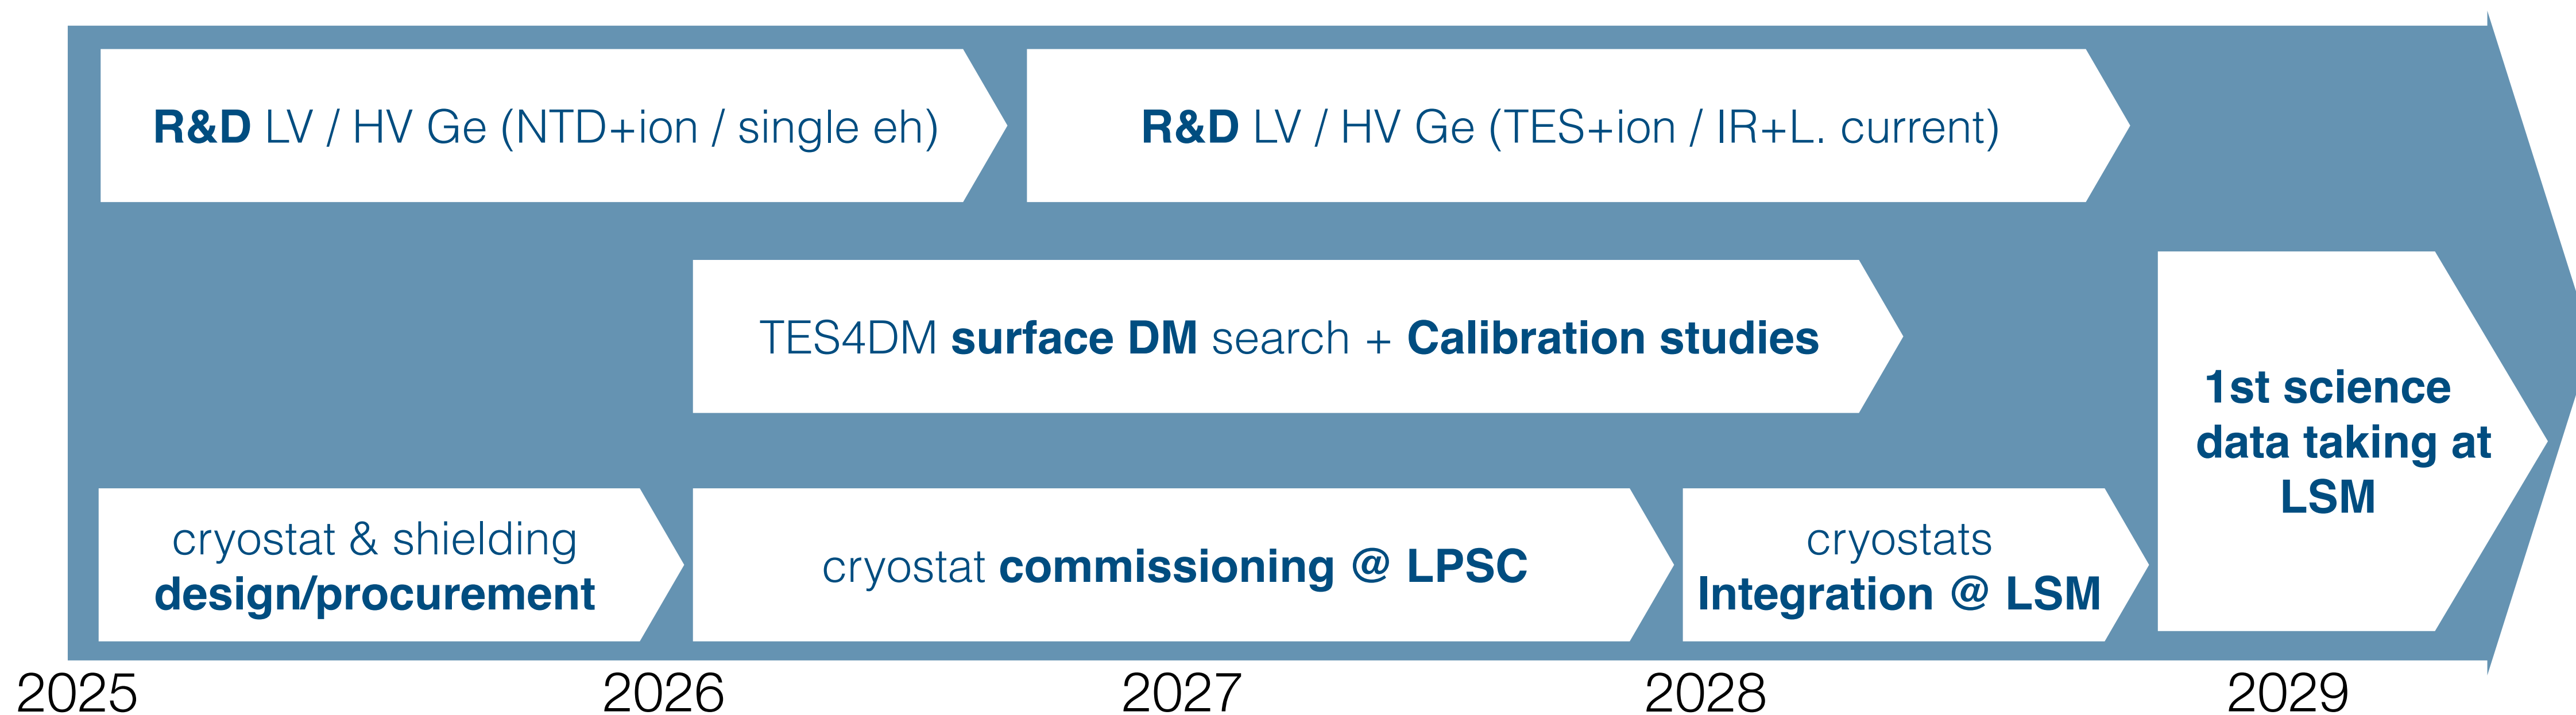 R&D LV / HV Ge (NTD+ion / single eh)
R&D LV / HV Ge (TES+ion / IR+L. current)
TES4DM surface DM search + Calibration studies
1st science
data taking at
LSM
cryostat & shielding
design/procurement
cryostat commissioning @ LPSC
cryostats
Integration @ LSM
2025
2026
2027
2028
2029